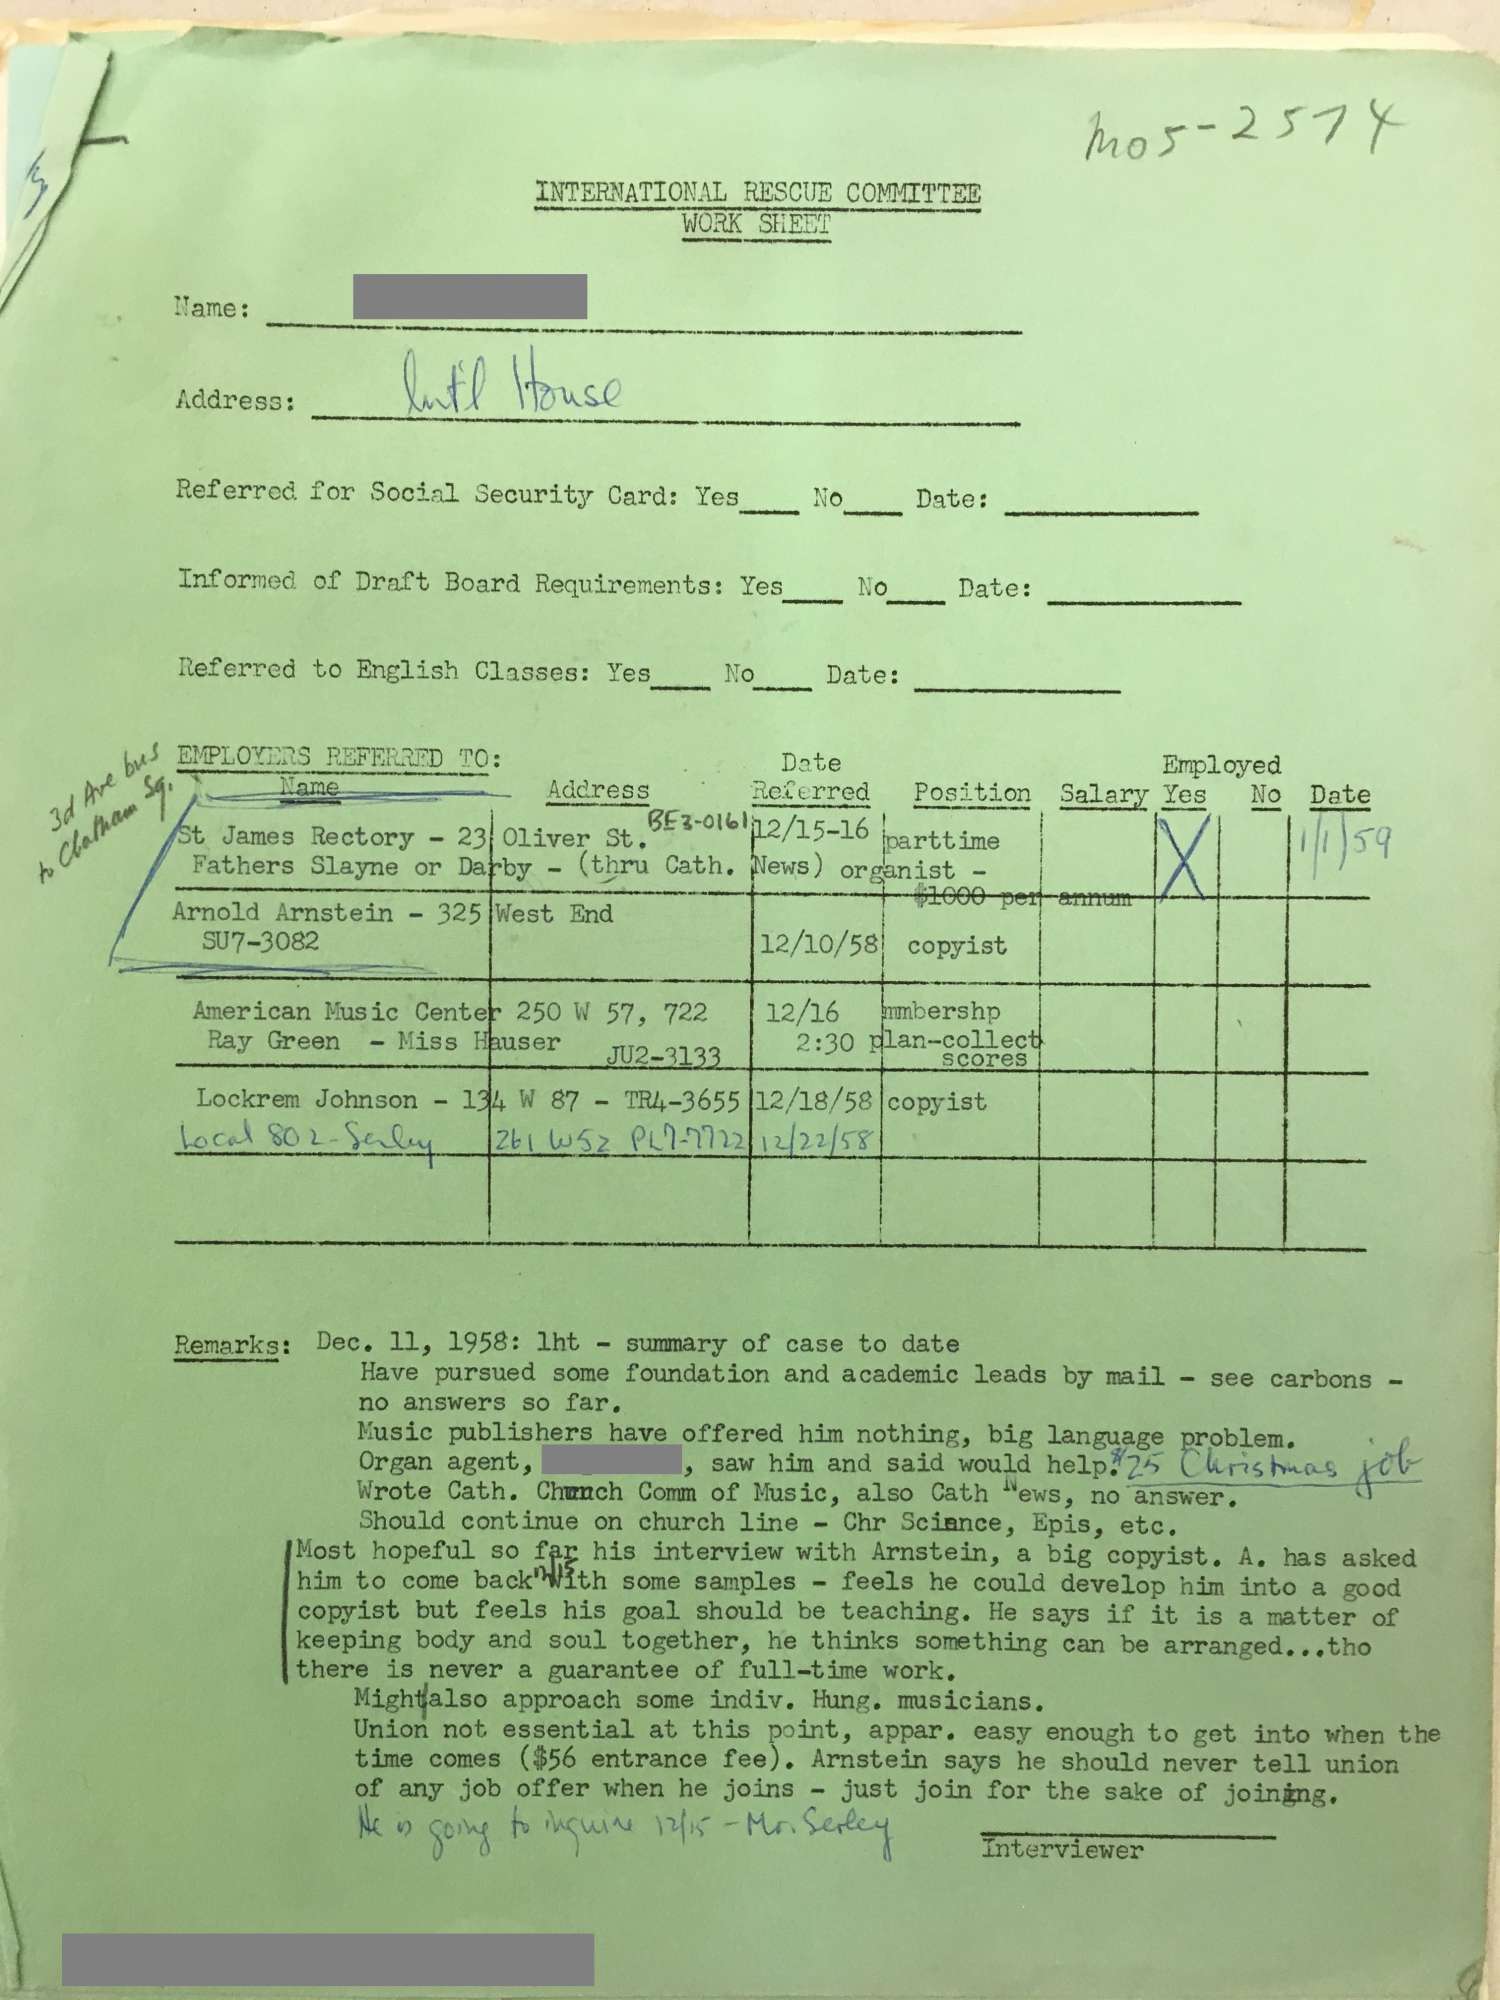 Mo5-2574
INTERNATIONAL RESCUE COMMITTEE
WORK SHEET
Name:
Address: Int'l House
Referred for Social Security Card: Yes___ No___ Date:
Informed of Draft Board Requirements: Yes___ No___ Date:
Referred to English Classes: Yes___ No___ Date:
3d Ave bus
to Chatham Sq.
EMPLOYERS REFERRED TO: Date Employed
Name Address Referred Position Salary Yes No Date
St James Rectory - 23 Oliver St. BE3-0161 12/15-16 parttime X 1/1/59
Fathers Slayne or Darby - (thru Cath. News) organist -
$1000 per annum
Arnold Arnstein - 325 West End
SU7-3082 12/10/58 copyist
American Music Center 250 W 57, 722 12/16 mmbershp
Ray Green - Miss Hauser JU2-3133 2:30 plan-collect
scores
Lockrem Johnson - 134 W 87 - TR4-3655 12/18/58 copyist
Local 802 - Serley 261 W52 PL7-7722 12/22/58
Remarks: Dec. 11, 1958: lht - summary of case to date
Have pursued some foundation and academic leads by mail - see carbons -
no answers so far.
Music publishers have offered him nothing, big language problem.
Organ agent, , saw him and said would help. $25 Christmas job
Wrote Cath. Church Comm of Music, also Cath News, no answer.
Should continue on church line - Chr Science, Epis, etc.
Most hopeful so far his interview with Arnstein, a big copyist. A. has asked
him to come back 12/15 with some samples - feels he could develop him into a good
copyist but feels his goal should be teaching. He says if it is a matter of
keeping body and soul together, he thinks something can be arranged...tho
there is never a guarantee of full-time work.
Might also approach some indiv. Hung. musicians.
Union not essential at this point, appar. easy enough to get into when the
time comes ($56 entrance fee). Arnstein says he should never tell union
of any job offer when he joins - just join for the sake of joining.
He is going to inquire 12/15 - Mr. Serley
Interviewer